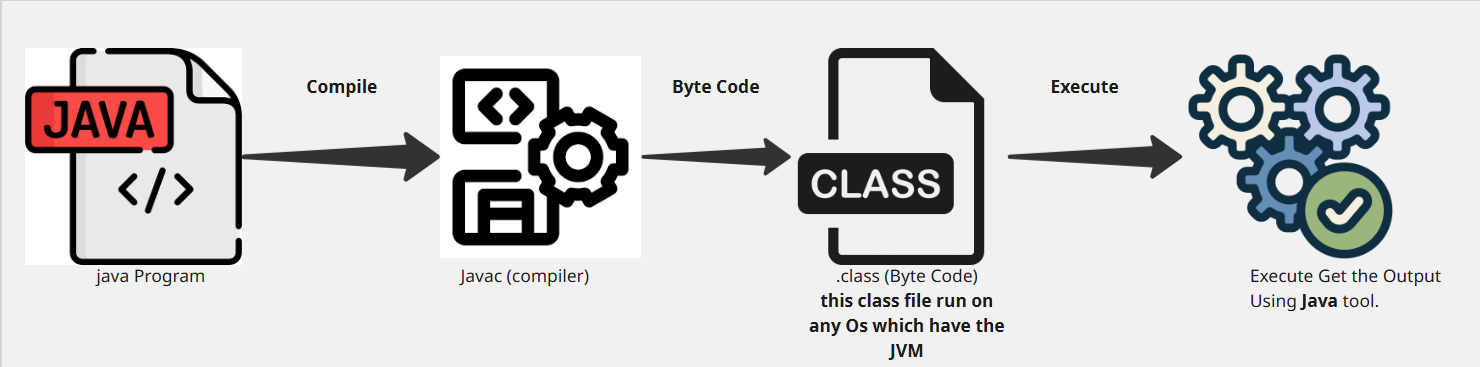 Compile
Byte Code
Execute
JAVA
</>
<>
CLASS
java Program
Javac (compiler)
.class (Byte Code)
this class file run on
any Os which have the
JVM
Execute Get the Output
Using Java tool.